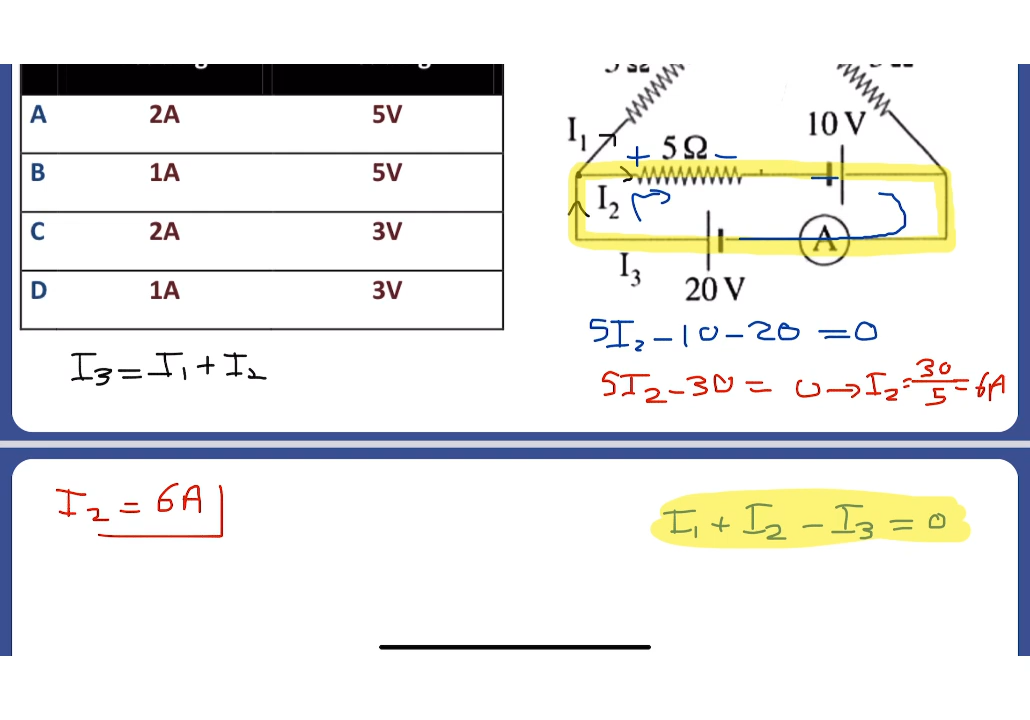 A 2A 5V
B 1A 5V
C 2A 3V
D 1A 3V
I₃ = I₁ + I₂
10 V
I₁
+ 5 Ω −
I₂
A
I₃
20 V
5I₂ − 10 − 20 = 0
5I₂ − 30 = 0 → I₂ = 30/5 = 6A
I₂ = 6A
I₁ + I₂ − I₃ = 0